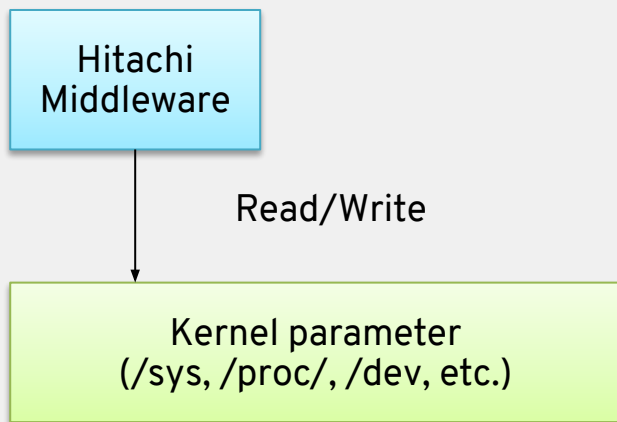 Hitachi
Middleware
Read/Write
Kernel parameter
(/sys, /proc/, /dev, etc.)